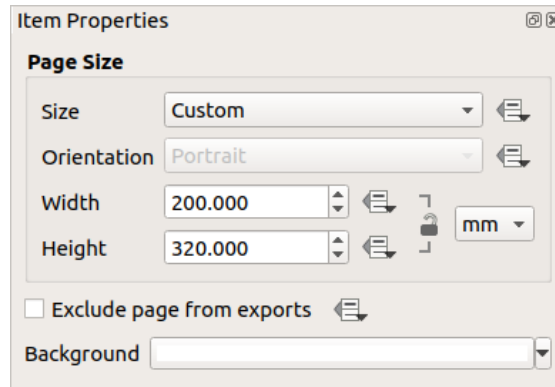 Item Properties
Page Size
Size Custom
Orientation Portrait
Width 200.000
mm
Height 320.000
Exclude page from exports
Background